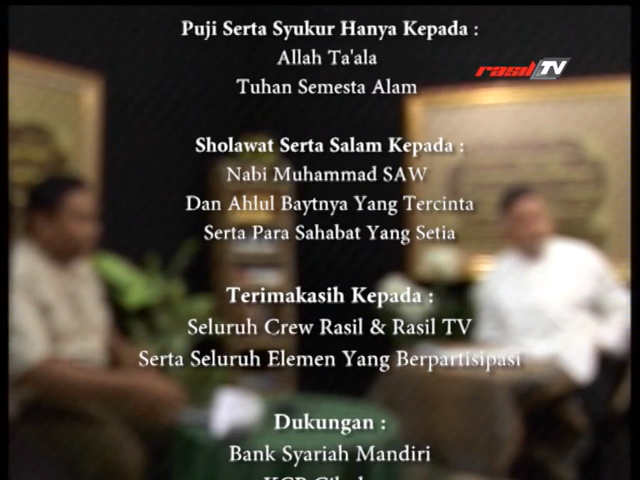 Puji Serta Syukur Hanya Kepada :
Allah Ta'ala
rasil TV
Tuhan Semesta Alam
Sholawat Serta Salam Kepada :
Nabi Muhammad SAW
Dan Ahlul Baytnya Yang Tercinta
Serta Para Sahabat Yang Setia
Terimakasih Kepada :
Seluruh Crew Rasil & Rasil TV
Serta Seluruh Elemen Yang Berpartisipasi
Dukungan :
Bank Syariah Mandiri